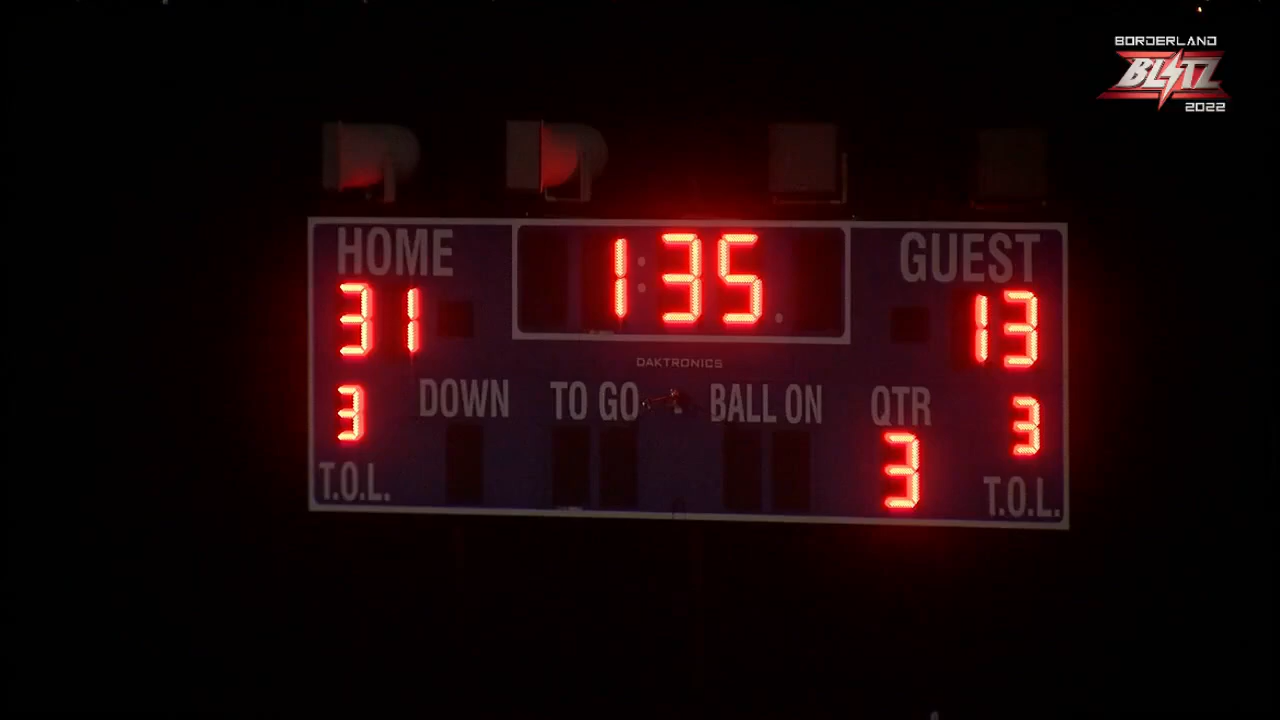 BORDERLAND
BLITZ
2022
HOME
1:35
GUEST
31
13
DAKTRONICS
DOWN TO GO BALL ON QTR
3
3
3
T.O.L.
T.O.L.